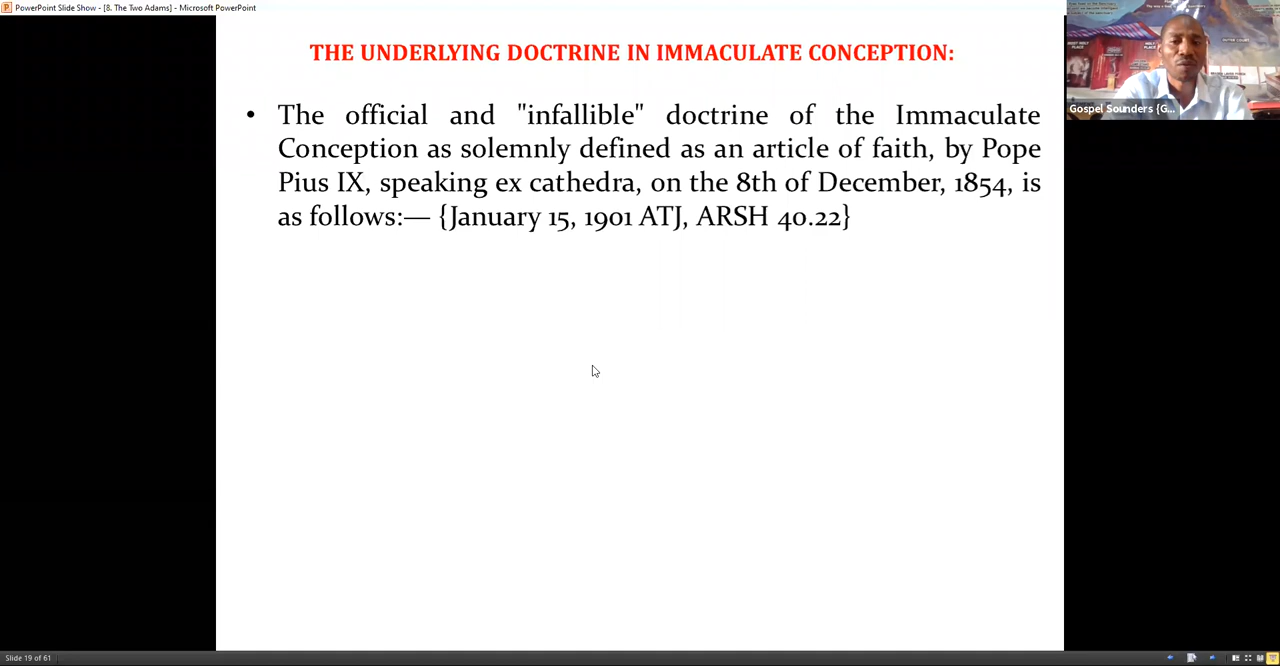 PowerPoint Slide Show - [8. The Two Adams] - Microsoft PowerPoint
THE UNDERLYING DOCTRINE IN IMMACULATE CONCEPTION:
• The official and "infallible" doctrine of the Immaculate
Conception as solemnly defined as an article of faith, by Pope
Pius IX, speaking ex cathedra, on the 8th of December, 1854, is
as follows:— {January 15, 1901 ATJ, ARSH 40.22}
Gospel Sounders {G...
Slide 19 of 61